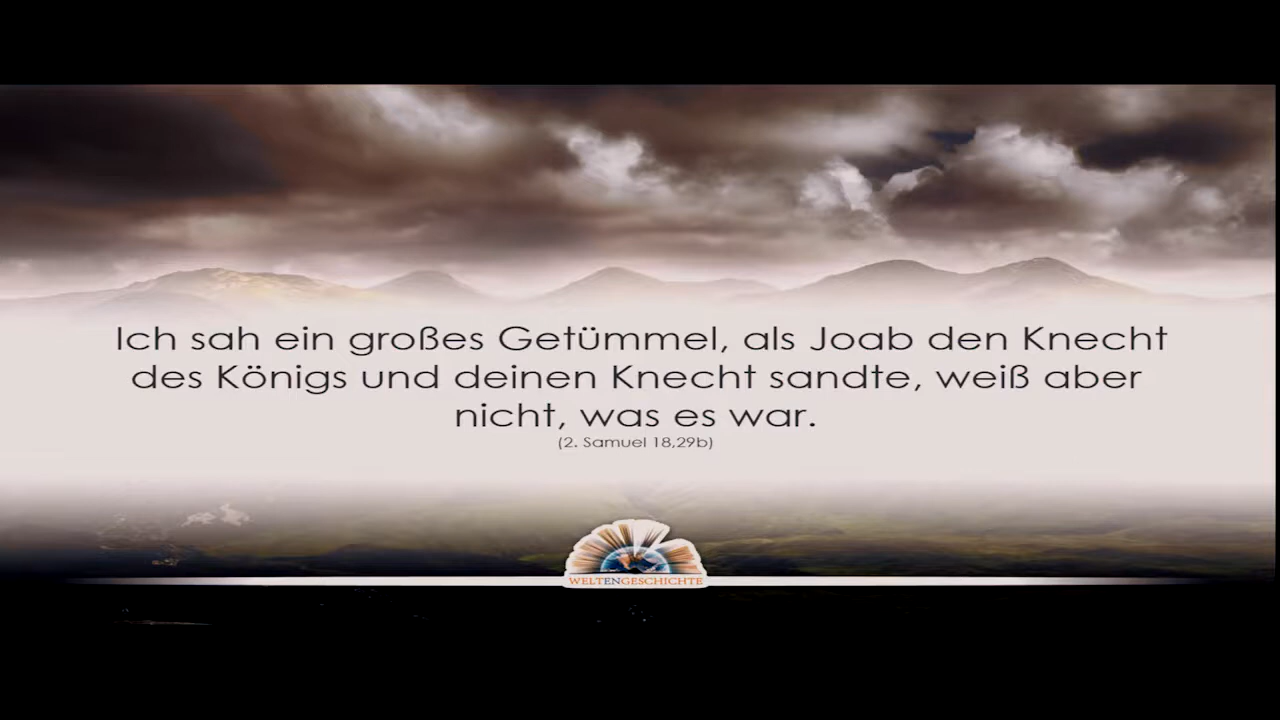 Ich sah ein großes Getümmel, als Joab den Knecht
des Königs und deinen Knecht sandte, weiß aber
nicht, was es war.
(2. Samuel 18,29b)
WELTENGESCHICHTE